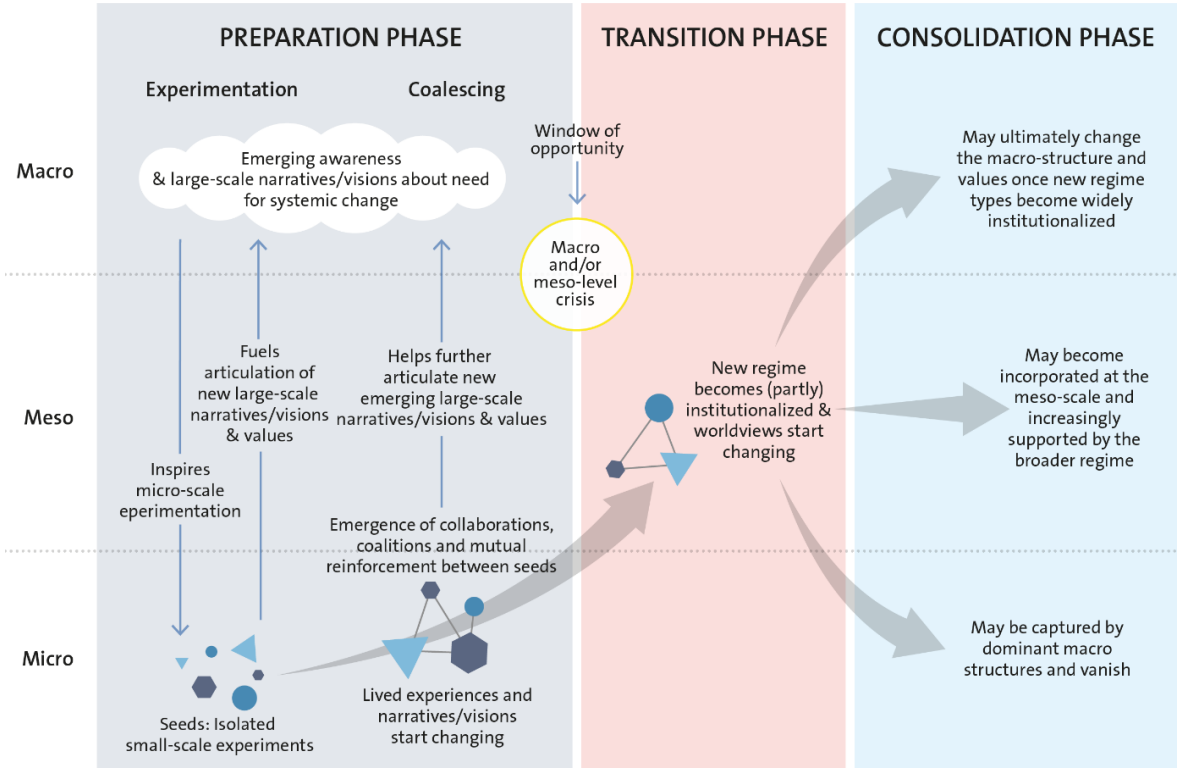 PREPARATION PHASE
TRANSITION PHASE
CONSOLIDATION PHASE
Experimentation
Coalescing
Macro
Emerging awareness
& large-scale narratives/visions about need
for systemic change
Window of
opportunity
Macro
and/or
meso-level
crisis
May ultimately change
the macro-structure and
values once new regime
types become widely
institutionalized
Meso
Inspires
micro-scale
eperimentation
Fuels
articulation of
new large-scale
narratives/visions
& values
Helps further
articulate new
emerging large-scale
narratives/visions & values
New regime
becomes (partly)
institutionalized &
worldviews start
changing
May become
incorporated at the
meso-scale and
increasingly
supported by the
broader regime
Micro
Emergence of collaborations,
coalitions and mutual
reinforcement between seeds
Seeds: Isolated
small-scale experiments
Lived experiences and
narratives/visions
start changing
May be captured by
dominant macro
structures and vanish